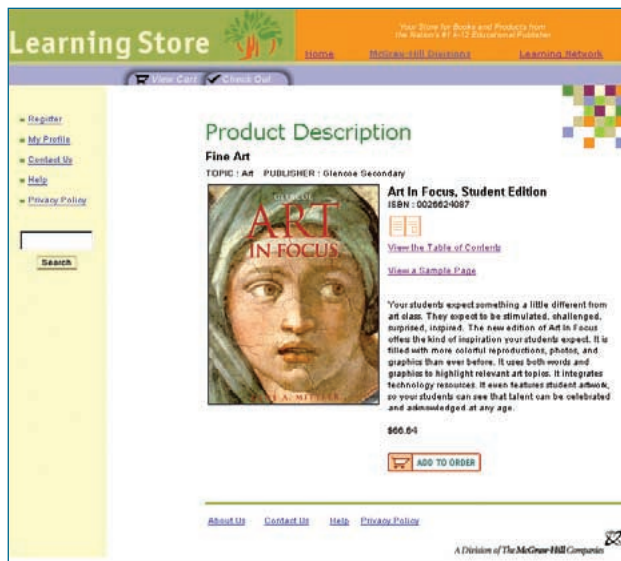 Learning Store
Your Store for Books and Products from
the Nation's #1 K-12 Educational Publisher
Home McGraw-Hill Divisions Learning Network
View Cart Check Out
Register
My Profile
Contact Us
Help
Privacy Policy
Search
Product Description
Fine Art
TOPIC : Art PUBLISHER : Glencoe Secondary
GLENCOE
ART
IN FOCUS
A. MITTLER
Art In Focus, Student Edition
ISBN : 0026624087
View the Table of Contents
View a Sample Page
Your students expect something a little different from
art class. They expect to be stimulated, challenged,
surprised, inspired. The new edition of Art In Focus
offers the kind of inspiration your students expect. It is
filled with more colorful reproductions, photos, and
graphics than ever before. It uses both words and
graphics to highlight relevant art topics. It integrates
technology resources. It even features student artwork,
so your students can see that talent can be celebrated
and acknowledged at any age.
$66.64
ADD TO ORDER
About Us Contact Us Help Privacy Policy
A Division of The McGraw-Hill Companies